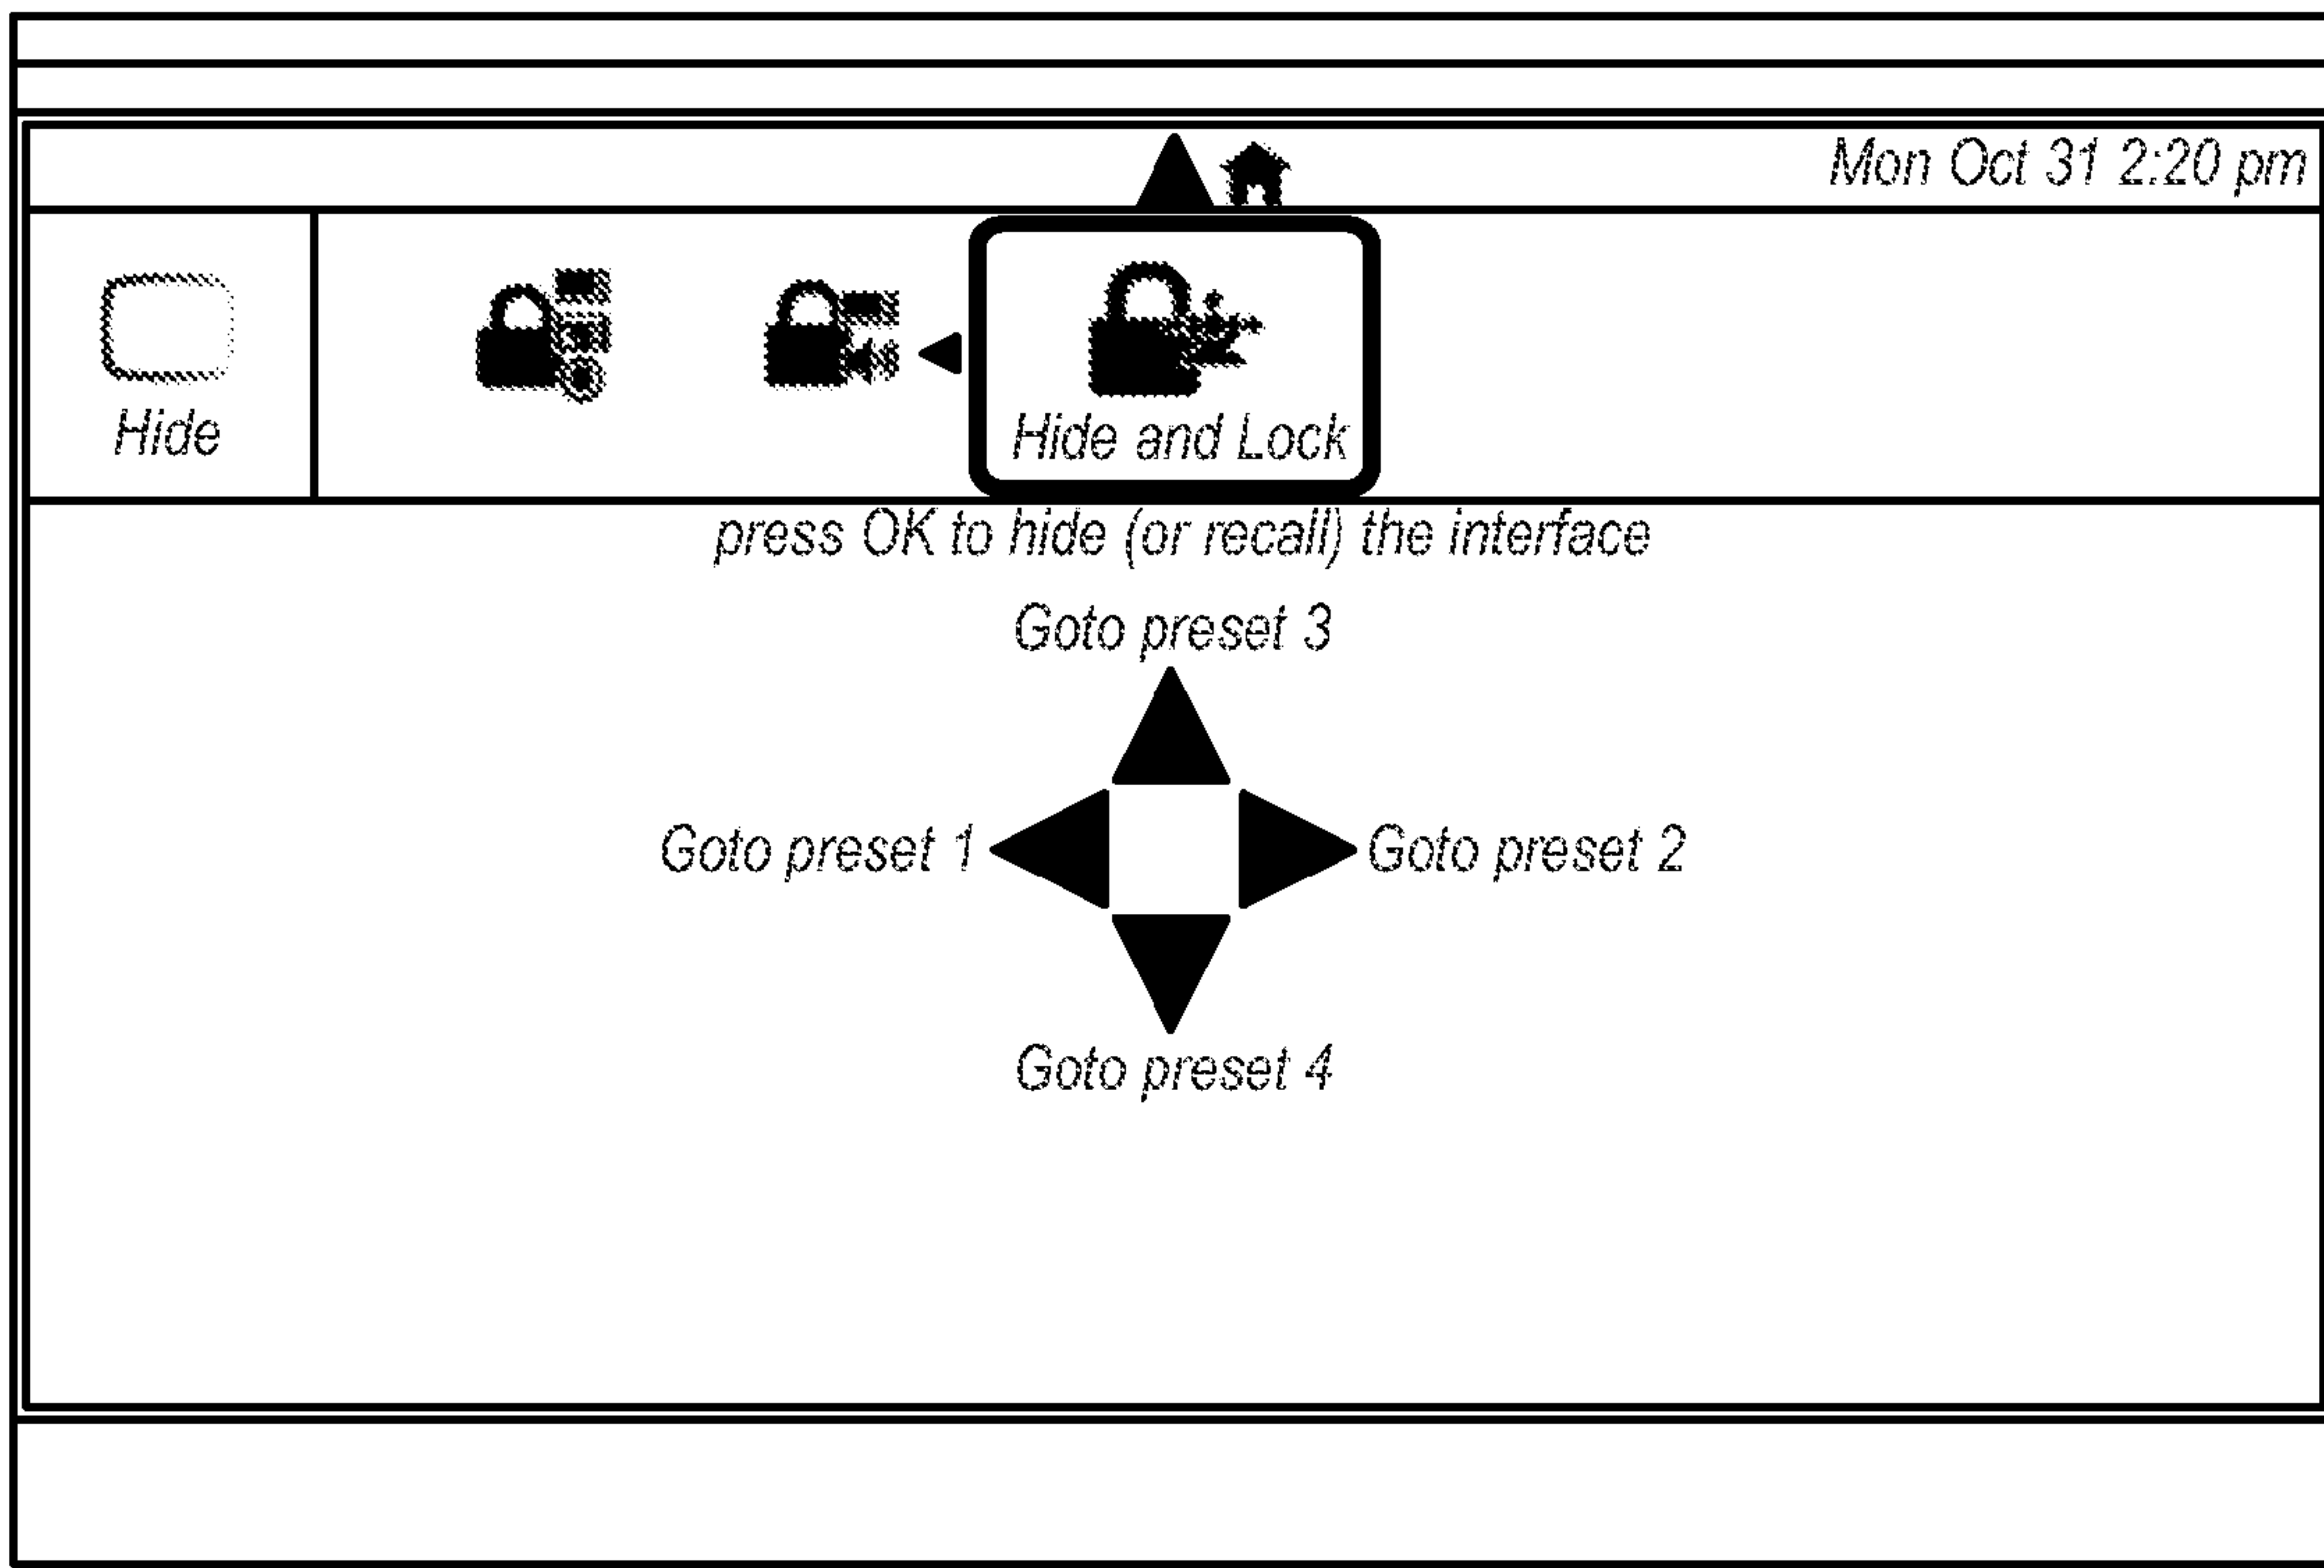 Mon Oct 31 2:20 pm
Hide
Hide and Lock
press OK to hide (or recall) the interface
Goto preset 3
Goto preset 1
Goto preset 2
Goto preset 4